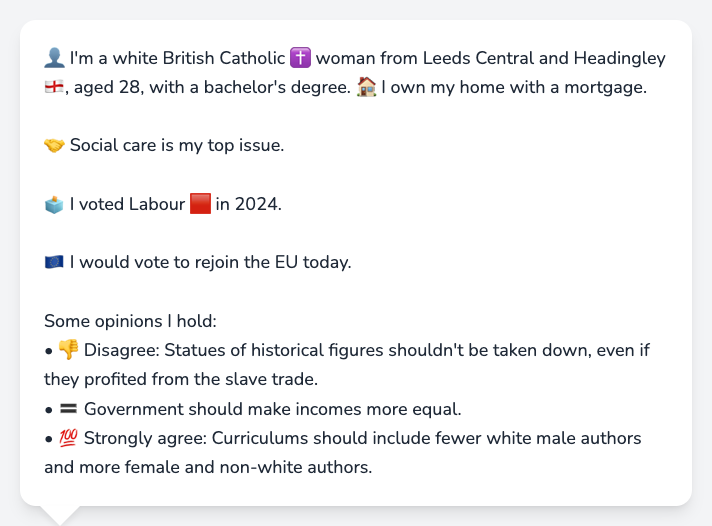 👤 I'm a white British Catholic ✝️ woman from Leeds Central and Headingley
🏴󠁧󠁢󠁥󠁮󠁧󠁿, aged 28, with a bachelor's degree. 🏠 I own my home with a mortgage.
🤝 Social care is my top issue.
🗳️ I voted Labour 🟥 in 2024.
🇪🇺 I would vote to rejoin the EU today.
Some opinions I hold:
• 👎 Disagree: Statues of historical figures shouldn't be taken down, even if
they profited from the slave trade.
• 🟰 Government should make incomes more equal.
• 💯 Strongly agree: Curriculums should include fewer white male authors
and more female and non-white authors.